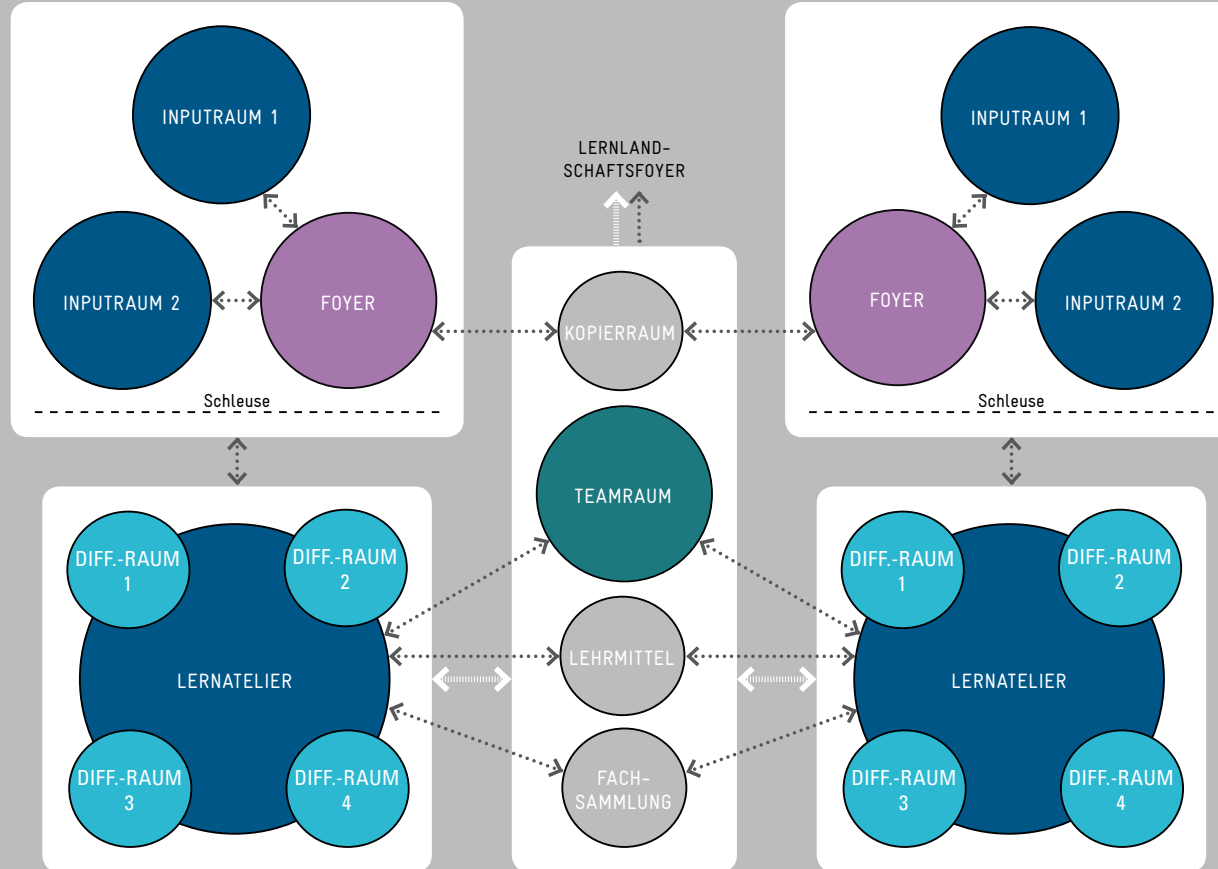 INPUTRAUM 1
INPUTRAUM 2
FOYER
Schleuse
LERNLAND-
SCHAFTSFOYER
INPUTRAUM 1
FOYER
INPUTRAUM 2
Schleuse
KOPIERRAUM
TEAMRAUM
LEHRMITTEL
FACH-
SAMMLUNG
DIFF.-RAUM
1
DIFF.-RAUM
2
LERNATELIER
DIFF.-RAUM
3
DIFF.-RAUM
4
DIFF.-RAUM
1
DIFF.-RAUM
2
LERNATELIER
DIFF.-RAUM
3
DIFF.-RAUM
4